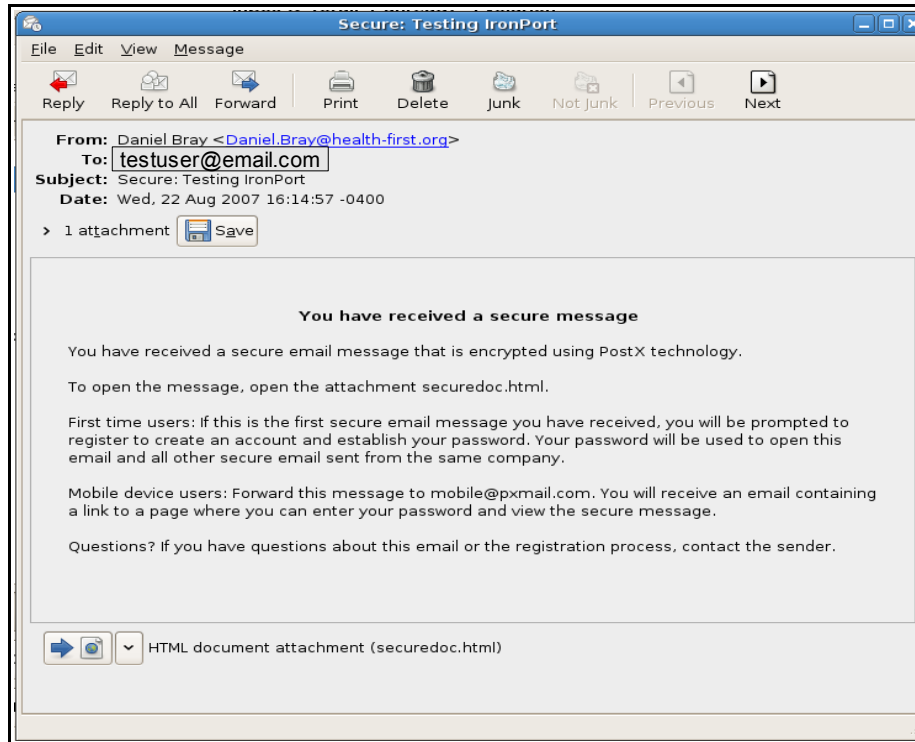 Secure: Testing IronPort
File Edit View Message
Reply Reply to All Forward Print Delete Junk Not Junk Previous Next
From: Daniel Bray <Daniel.Bray@health-first.org>
To: testuser@email.com
Subject: Secure: Testing IronPort
Date: Wed, 22 Aug 2007 16:14:57 -0400
1 attachment Save
You have received a secure message
You have received a secure email message that is encrypted using PostX technology.
To open the message, open the attachment securedoc.html.
First time users: If this is the first secure email message you have received, you will be prompted to
register to create an account and establish your password. Your password will be used to open this
email and all other secure email sent from the same company.
Mobile device users: Forward this message to mobile@pxmail.com. You will receive an email containing
a link to a page where you can enter your password and view the secure message.
Questions? If you have questions about this email or the registration process, contact the sender.
HTML document attachment (securedoc.html)